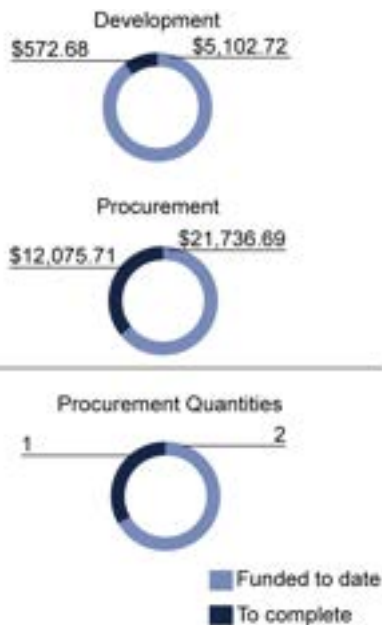 Development
$572.68 $5,102.72
Procurement
$12,075.71 $21,736.69
Procurement Quantities
1 2
Funded to date
To complete